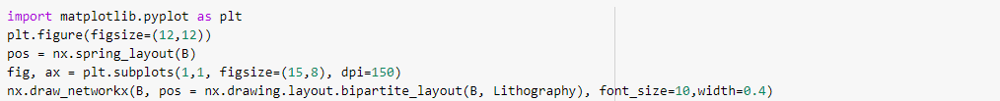 import matplotlib.pyplot as plt
plt.figure(figsize=(12,12))
pos = nx.spring_layout(B)
fig, ax = plt.subplots(1,1, figsize=(15,8), dpi=150)
nx.draw_networkx(B, pos = nx.drawing.layout.bipartite_layout(B, Lithography), font_size=10,width=0.4)